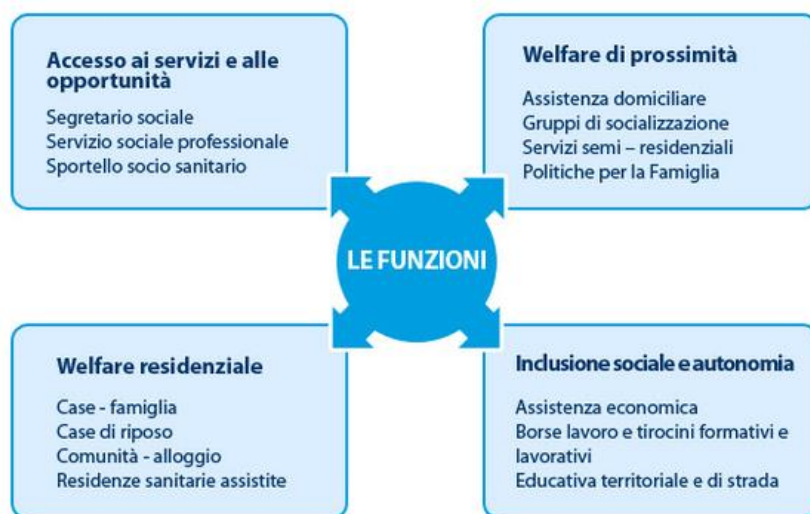 Accesso ai servizi e alle
opportunità
Segretario sociale
Servizio sociale professionale
Sportello socio sanitario
Welfare di prossimità
Assistenza domiciliare
Gruppi di socializzazione
Servizi semi – residenziali
Politiche per la Famiglia
LE FUNZIONI
Welfare residenziale
Case - famiglia
Case di riposo
Comunità - alloggio
Residenze sanitarie assistite
Inclusione sociale e autonomia
Assistenza economica
Borse lavoro e tirocini formativi e
lavorativi
Educativa territoriale e di strada